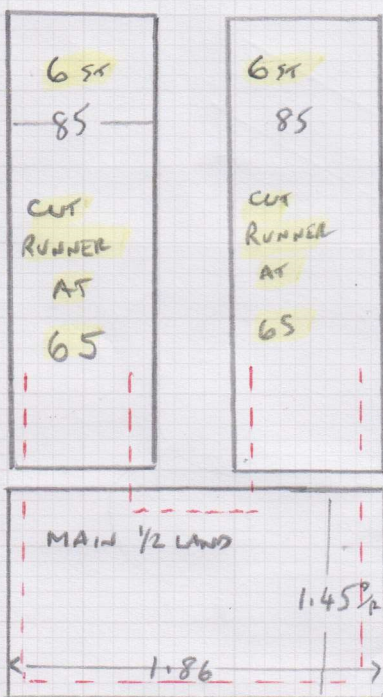 6 ST
85
CUT
RUNNER
AT
65
6 ST
85
CUT
RUNNER
AT
65
MAIN 1/2 LAND
1.45
1.86